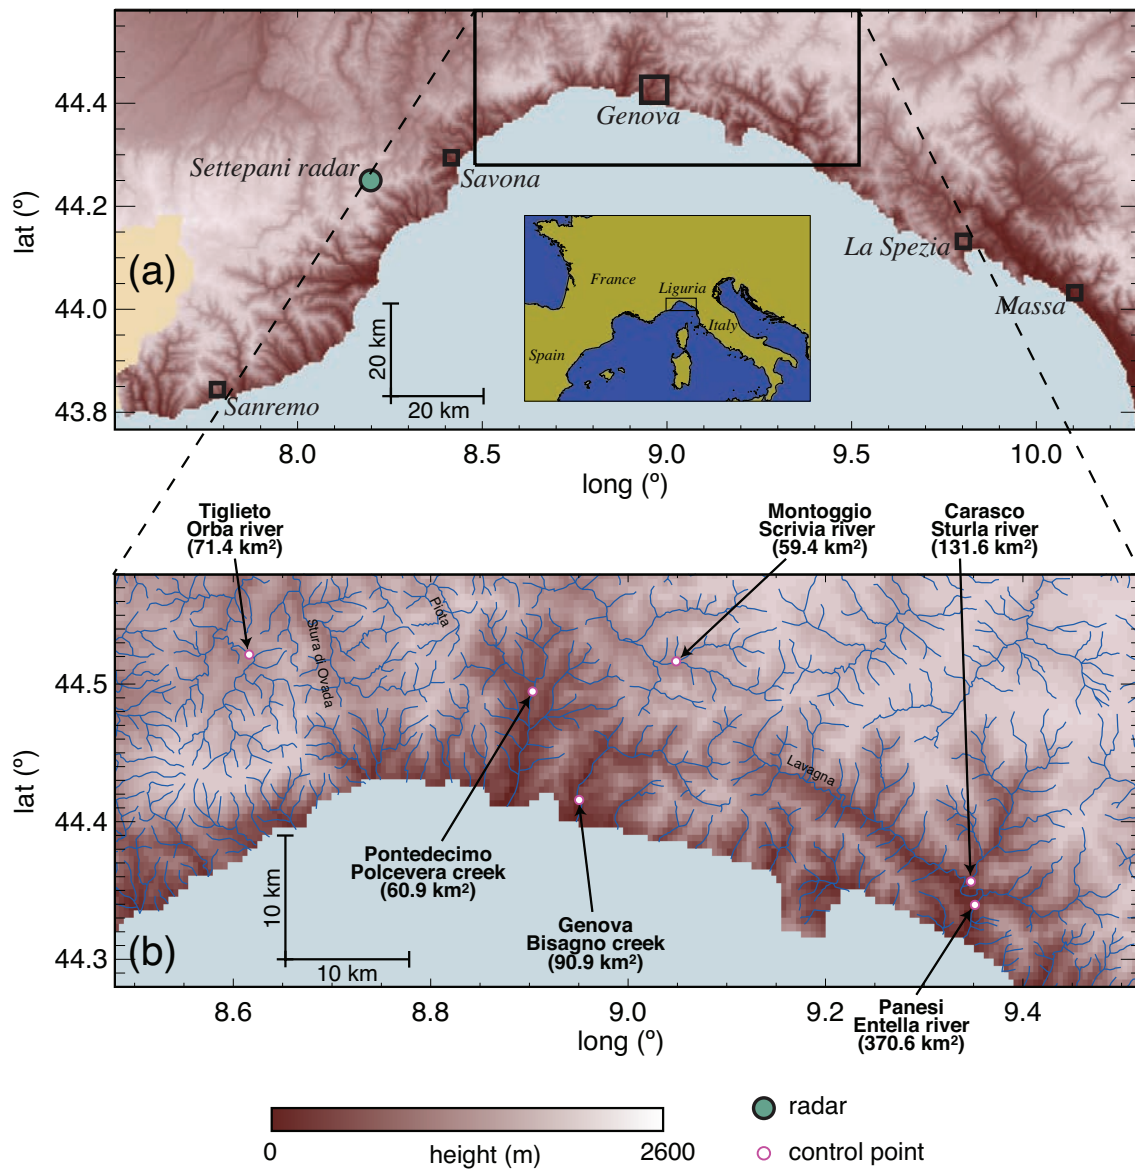 44.4
44.2
44.0
43.8
lat (º)
Genova
Settepani radar
Savona
La Spezia
Massa
Sanremo
(a)
France
Liguria
Italy
Spain
20 km
20 km
8.0
8.5
9.0
9.5
10.0
long (º)
Tiglieto
Orba river
(71.4 km²)
Montoggio
Scrivia river
(59.4 km²)
Carasco
Sturla river
(131.6 km²)
Piota
Stura di Ovada
Lavagna
44.5
44.4
44.3
lat (º)
Pontedecimo
Polcevera creek
(60.9 km²)
Genova
Bisagno creek
(90.9 km²)
10 km
10 km
(b)
Panesi
Entella river
(370.6 km²)
8.6
8.8
9.0
9.2
9.4
long (º)
0
height (m)
2600
radar
control point